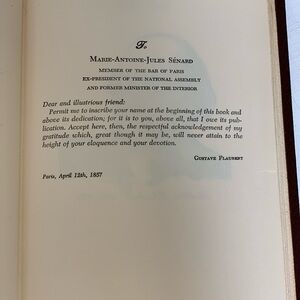 To
Marie-Antoine-Jules Sénard
MEMBER OF THE BAR OF PARIS
EX-PRESIDENT OF THE NATIONAL ASSEMBLY
AND FORMER MINISTER OF THE INTERIOR
Dear and illustrious friend:
Permit me to inscribe your name at the beginning of this book and
above its dedication; for it is to you, above all, that I owe its pub-
lication. Accept here, then, the respectful acknowledgement of my
gratitude which, great though it may be, will never attain to the
height of your eloquence and your devotion.
Gustave Flaubert
Paris, April 12th, 1857